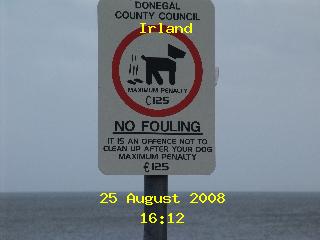 DONEGAL
COUNTY COUNCIL
Irland
MAXIMUM PENALTY
€125
NO FOULING
IT IS AN OFFENCE NOT TO
CLEAN UP AFTER YOUR DOG
MAXIMUM PENALTY
€125
25 August 2008
16:12